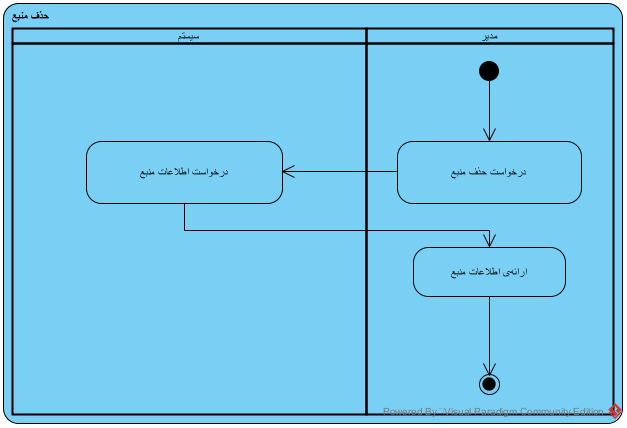 حذف منبع
مدیر
سیستم
درخواست حذف منبع
درخواست اطلاعات منبع
ارائه‌ی اطلاعات منبع
Powered By Visual Paradigm Community Edition